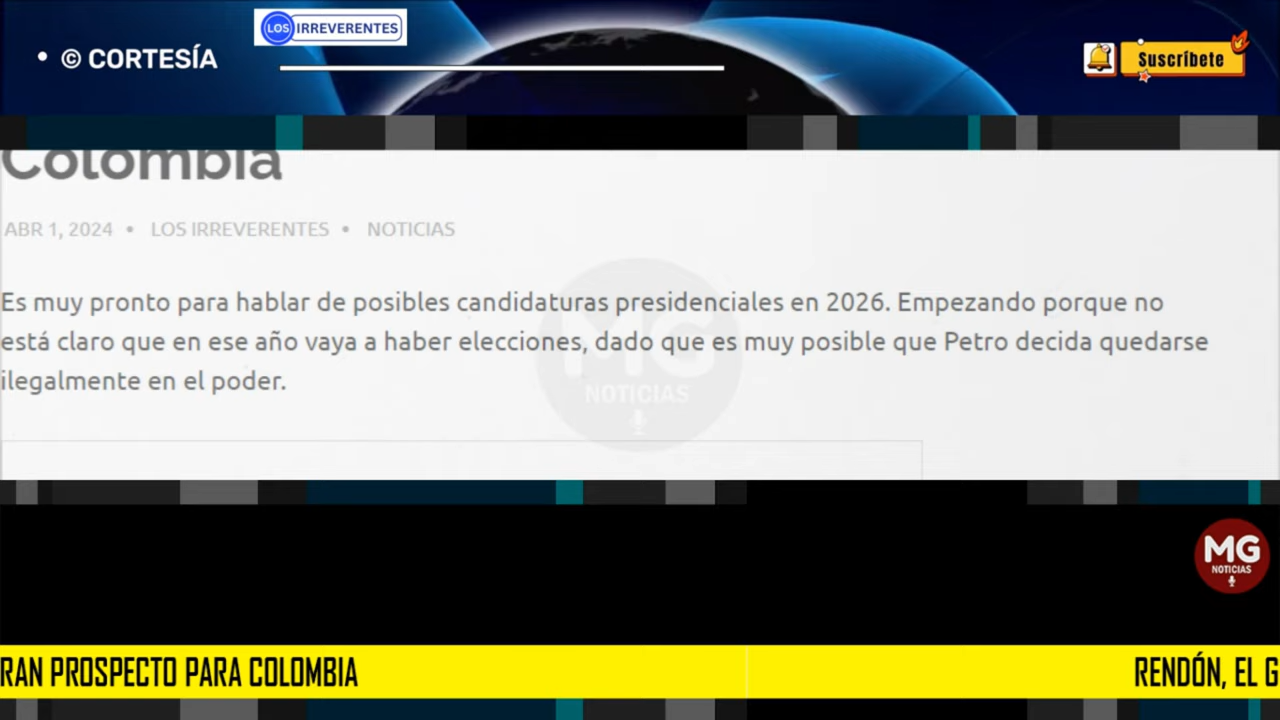 LOS IRREVERENTES
• © CORTESÍA
Suscríbete
Colombia
ABR 1, 2024 • LOS IRREVERENTES • NOTICIAS
Es muy pronto para hablar de posibles candidaturas presidenciales en 2026. Empezando porque no
está claro que en ese año vaya a haber elecciones, dado que es muy posible que Petro decida quedarse
ilegalmente en el poder.
MG
NOTICIAS
MG
NOTICIAS
RAN PROSPECTO PARA COLOMBIA
RENDÓN, EL G